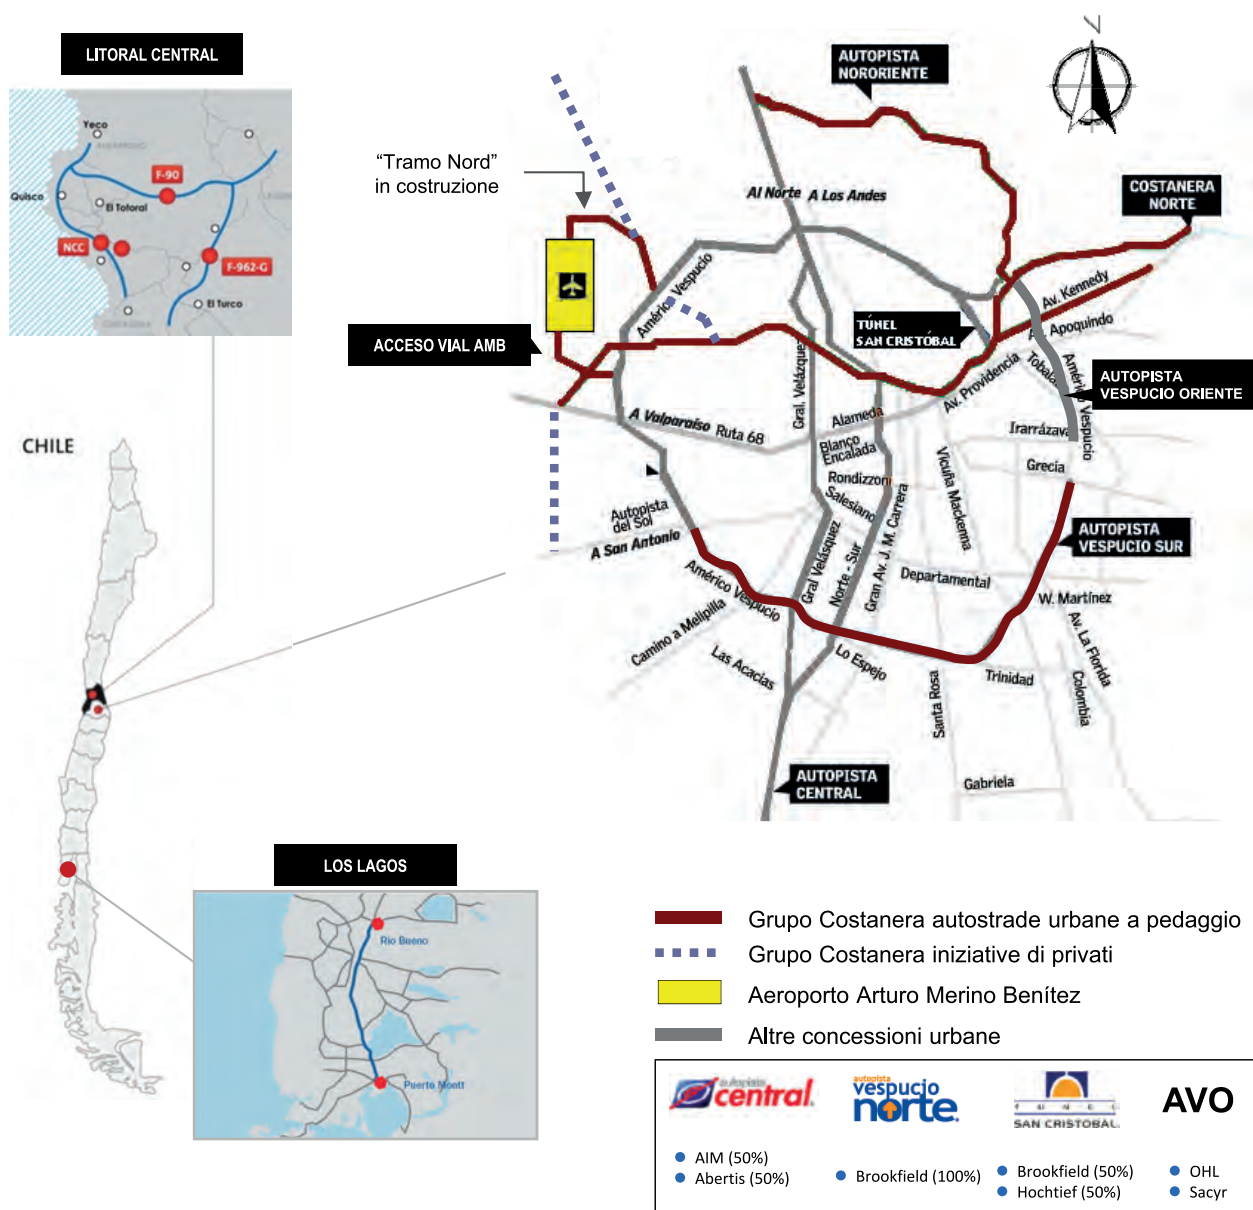 LITORAL CENTRAL
Yeco
F-90
Quisco
El Totoral
NCC
F-962-G
El Turco
"Tramo Nord"
in costruzione
ACCESO VIAL AMB
AUTOPISTA
NORORIENTE
N
COSTANERA
NORTE
Al Norte
A Los Andes
Américo Vespucio
Av. Kennedy
Apoquindo
TÚNEL
SAN CRISTÓBAL
Av. Providencia
Américo Vespucio
AUTOPISTA
VESPUCIO ORIENTE
Gral. Velázquez
A Valparaíso Ruta 68
Alameda
Blanco
Encalada
Irarrázaval
Grecia
Rondizzoni
Salesiano
Vicuña Mackenna
Autopista
del Sol
A San Antonio
AUTOPISTA
VESPUCIO SUR
Américo Vespucio
Gral Velásquez
Norte - Sur
Gran Av. J. M. Carrera
Departamental
W. Martínez
Camino a Melipilla
Las Acacias
Lo Espejo
Santa Rosa
Trinidad
Av. La Florida
Colombia
Gabriela
AUTOPISTA
CENTRAL
CHILE
LOS LAGOS
Rio Bueno
Puerto Montt
Grupo Costanera autostrade urbane a pedaggio
Grupo Costanera iniziative di privati
Aeroporto Arturo Merino Benítez
Altre concessioni urbane
autopista
central.
autopista
vespucio
norte.
TUNEL
SAN CRISTOBAL
AVO
AIM (50%)
Abertis (50%)
Brookfield (100%)
Brookfield (50%)
Hochtief (50%)
OHL
Sacyr